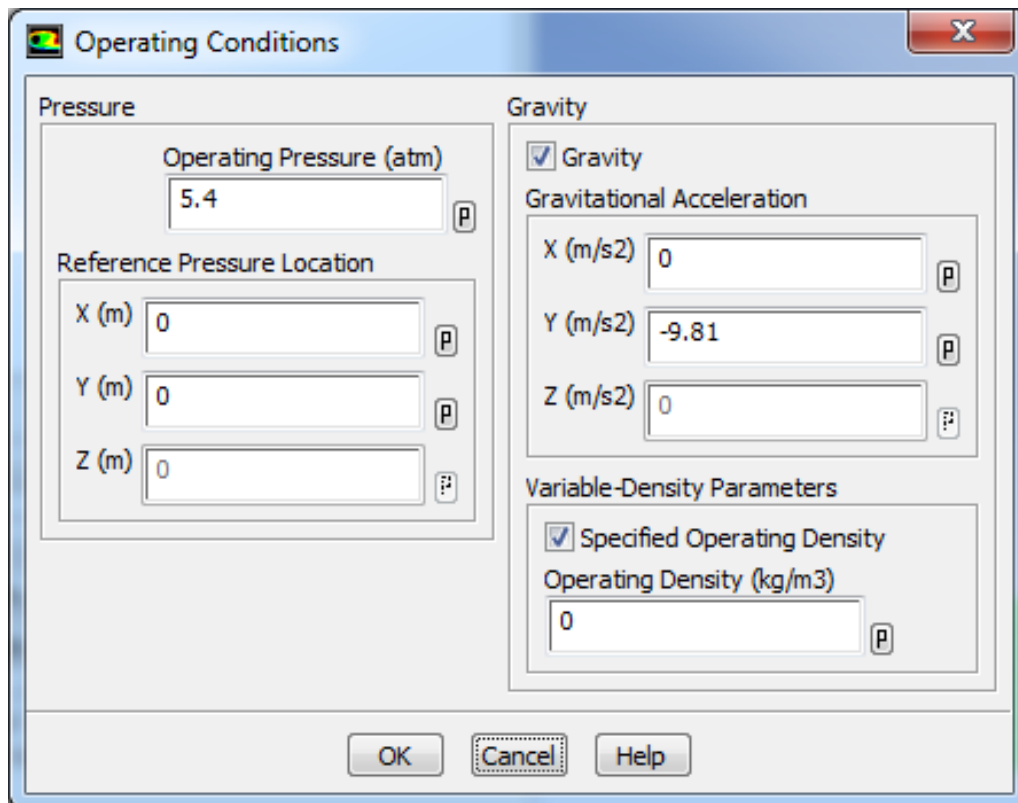 Operating Conditions
Pressure
Operating Pressure (atm)
5.4
P
Reference Pressure Location
X (m)
0
P
Y (m)
0
P
Z (m)
0
P
Gravity
Gravity
Gravitational Acceleration
X (m/s2)
0
P
Y (m/s2)
-9.81
P
Z (m/s2)
0
P
Variable-Density Parameters
Specified Operating Density
Operating Density (kg/m3)
0
P
OK
Cancel
Help